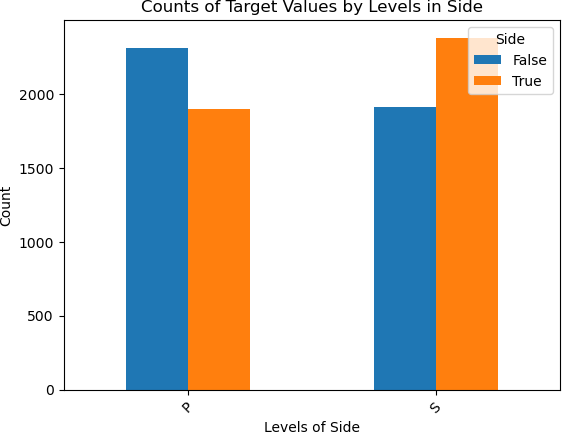 Counts of Target Values by Levels in Side
Side
False
True
2000
1500
1000
500
0
Count
P
S
Levels of Side